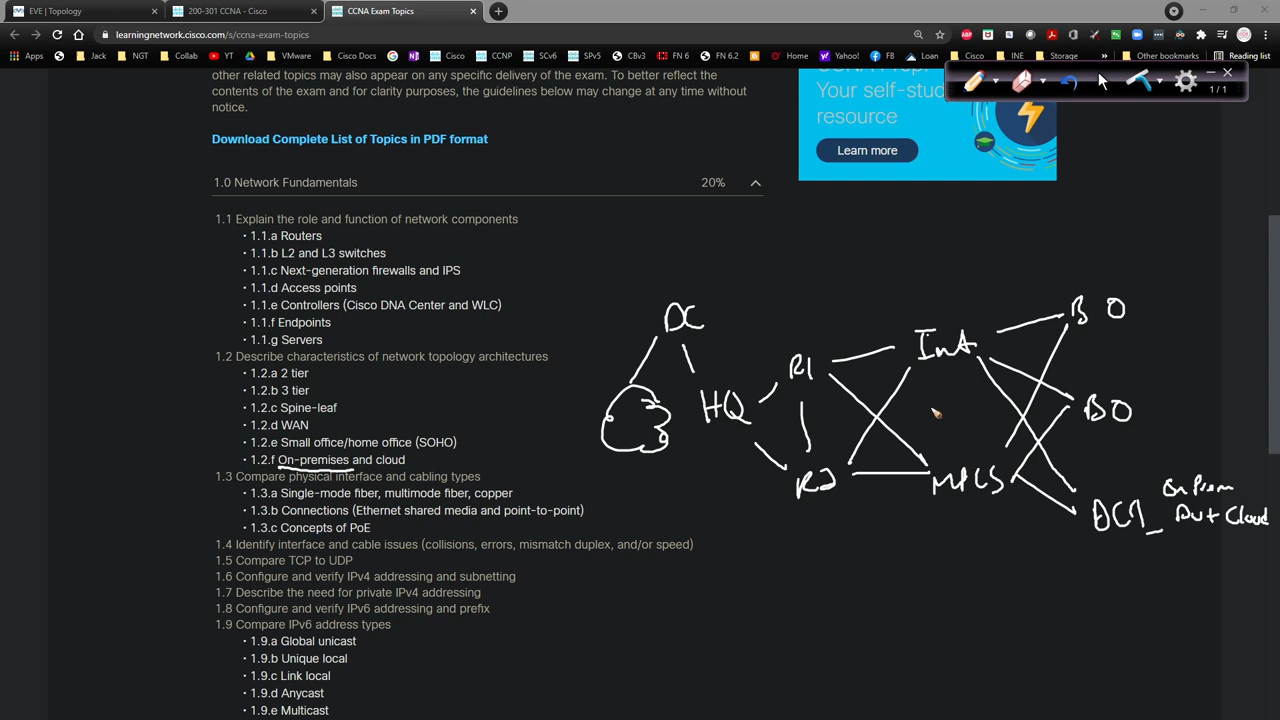 EVE | Topology
200-301 CCNA - Cisco
CCNA Exam Topics
learningnetwork.cisco.com/s/ccna-exam-topics
Apps Jack NGT Collab YT VMware Cisco Docs Cisco CCNP SCv6 SPv5 CBv3 FN 6 FN 6.2 Home Yahoo! LoadFan Cisco INE Storage » Other bookmarks Reading list
1/1
other related topics may also appear on any specific delivery of the exam. To better reflect the
contents of the exam and for clarity purposes, the guidelines below may change at any time without
notice.
Your self-stu
resource
Learn more
Download Complete List of Topics in PDF format
1.0 Network Fundamentals 20%
1.1 Explain the role and function of network components
• 1.1.a Routers
• 1.1.b L2 and L3 switches
• 1.1.c Next-generation firewalls and IPS
• 1.1.d Access points
• 1.1.e Controllers (Cisco DNA Center and WLC)
• 1.1.f Endpoints
• 1.1.g Servers
1.2 Describe characteristics of network topology architectures
• 1.2.a 2 tier
• 1.2.b 3 tier
• 1.2.c Spine-leaf
• 1.2.d WAN
• 1.2.e Small office/home office (SOHO)
• 1.2.f On-premises and cloud
1.3 Compare physical interface and cabling types
• 1.3.a Single-mode fiber, multimode fiber, copper
• 1.3.b Connections (Ethernet shared media and point-to-point)
• 1.3.c Concepts of PoE
1.4 Identify interface and cable issues (collisions, errors, mismatch duplex, and/or speed)
1.5 Compare TCP to UDP
1.6 Configure and verify IPv4 addressing and subnetting
1.7 Describe the need for private IPv4 addressing
1.8 Configure and verify IPv6 addressing and prefix
1.9 Compare IPv6 address types
• 1.9.a Global unicast
• 1.9.b Unique local
• 1.9.c Link local
• 1.9.d Anycast
• 1.9.e Multicast
DC
HQ
R1
R2
Int
MPLS
BO
BO
On Prem
Cloud